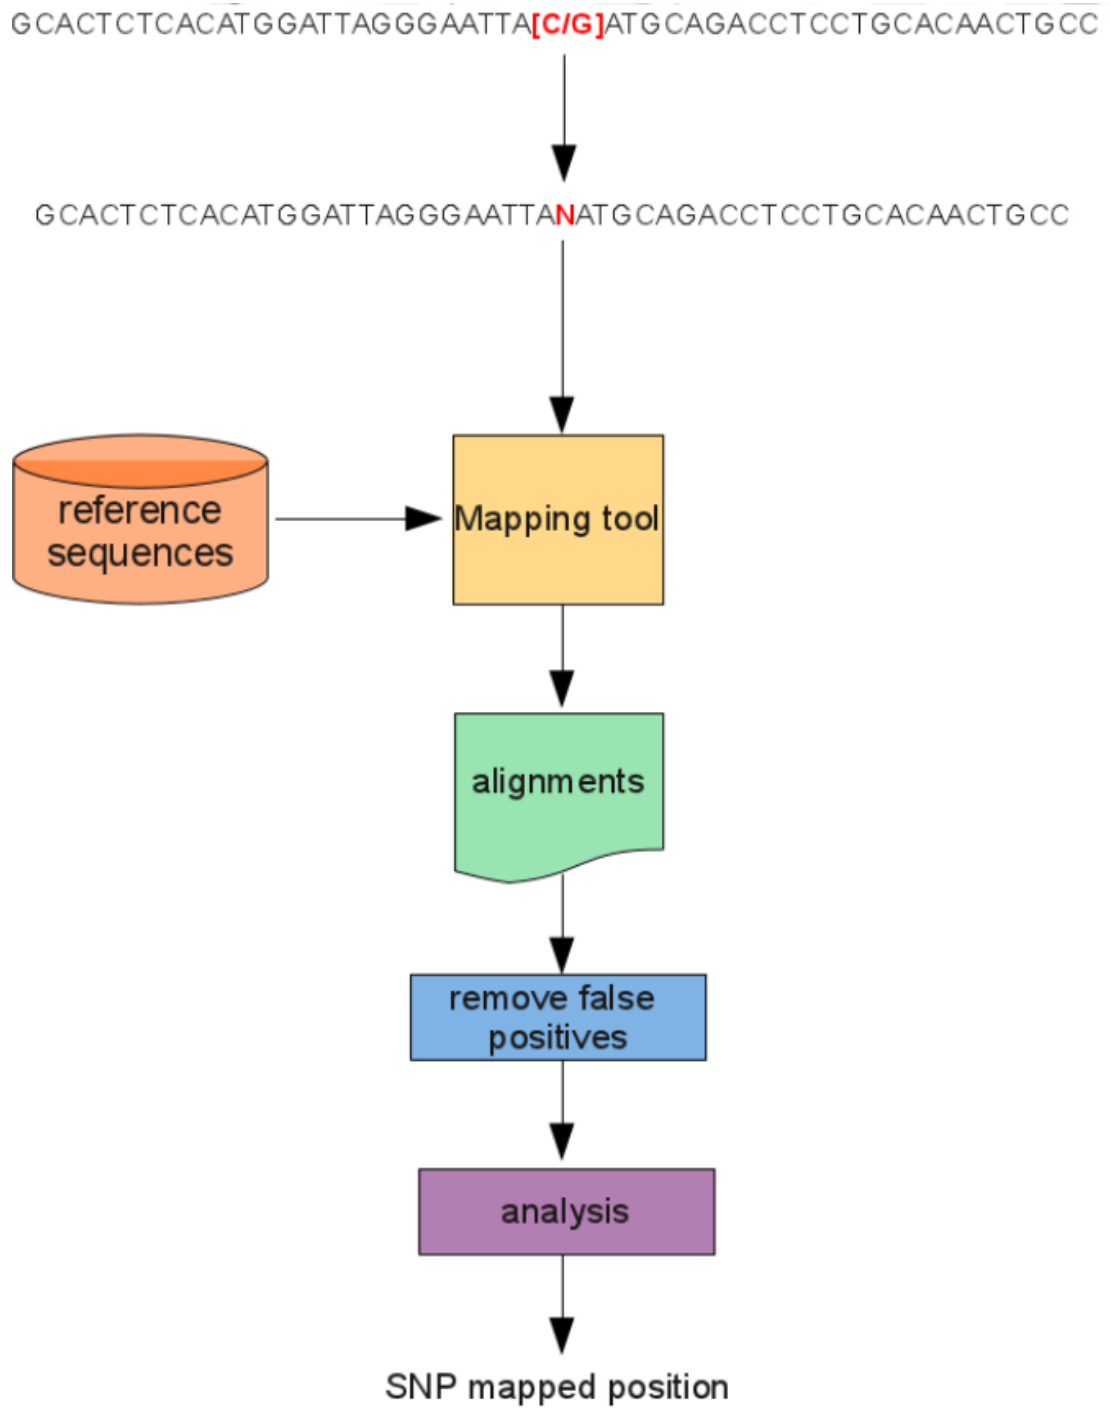 GCACTCTCACATGGATTAGGGAATTA[C/G]ATGCAGACCTCCTGCACAACTGCC
GCACTCTCACATGGATTAGGGAATTANATGCAGACCTCCTGCACAACTGCC
reference
sequences
Mapping tool
alignments
remove false
positives
analysis
SNP mapped position